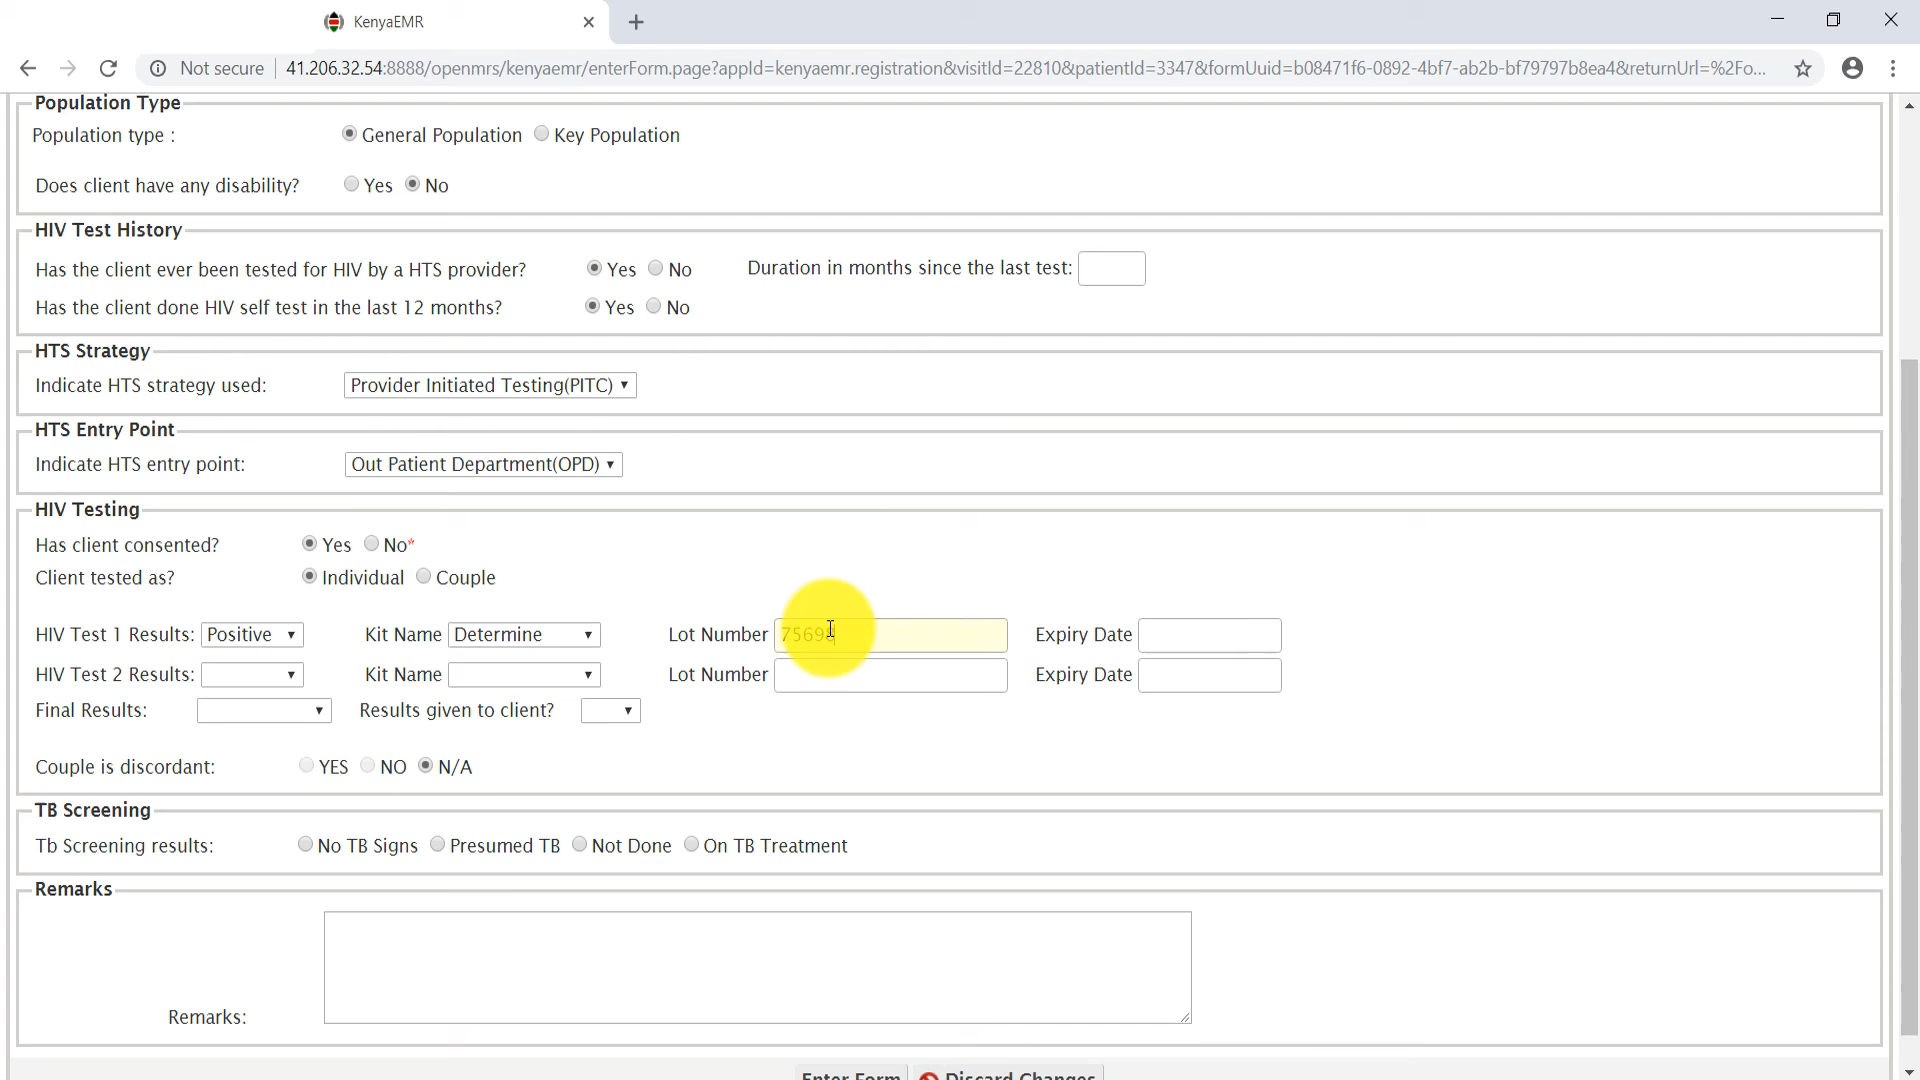 KenyaEMR
Not secure
41.206.32.54:8888/openmrs/kenyaemr/enterForm.page?appId=kenyaemr.registration&visitId=22810&patientId=3347&formUuid=b08471f6-0892-4bf7-ab2b-bf79797b8ea4&returnUrl=%2Fo...
Population Type
Population type : General Population Key Population
Does client have any disability? Yes No
HIV Test History
Has the client ever been tested for HIV by a HTS provider? Yes No Duration in months since the last test:
Has the client done HIV self test in the last 12 months? Yes No
HTS Strategy
Indicate HTS strategy used: Provider Initiated Testing(PITC)
HTS Entry Point
Indicate HTS entry point: Out Patient Department(OPD)
HIV Testing
Has client consented? Yes No*
Client tested as? Individual Couple
HIV Test 1 Results: Positive Kit Name Determine Lot Number 75698 Expiry Date
HIV Test 2 Results: Kit Name Lot Number Expiry Date
Final Results: Results given to client?
Couple is discordant: YES NO N/A
TB Screening
Tb Screening results: No TB Signs Presumed TB Not Done On TB Treatment
Remarks
Remarks:
Enter Form Discard Changes